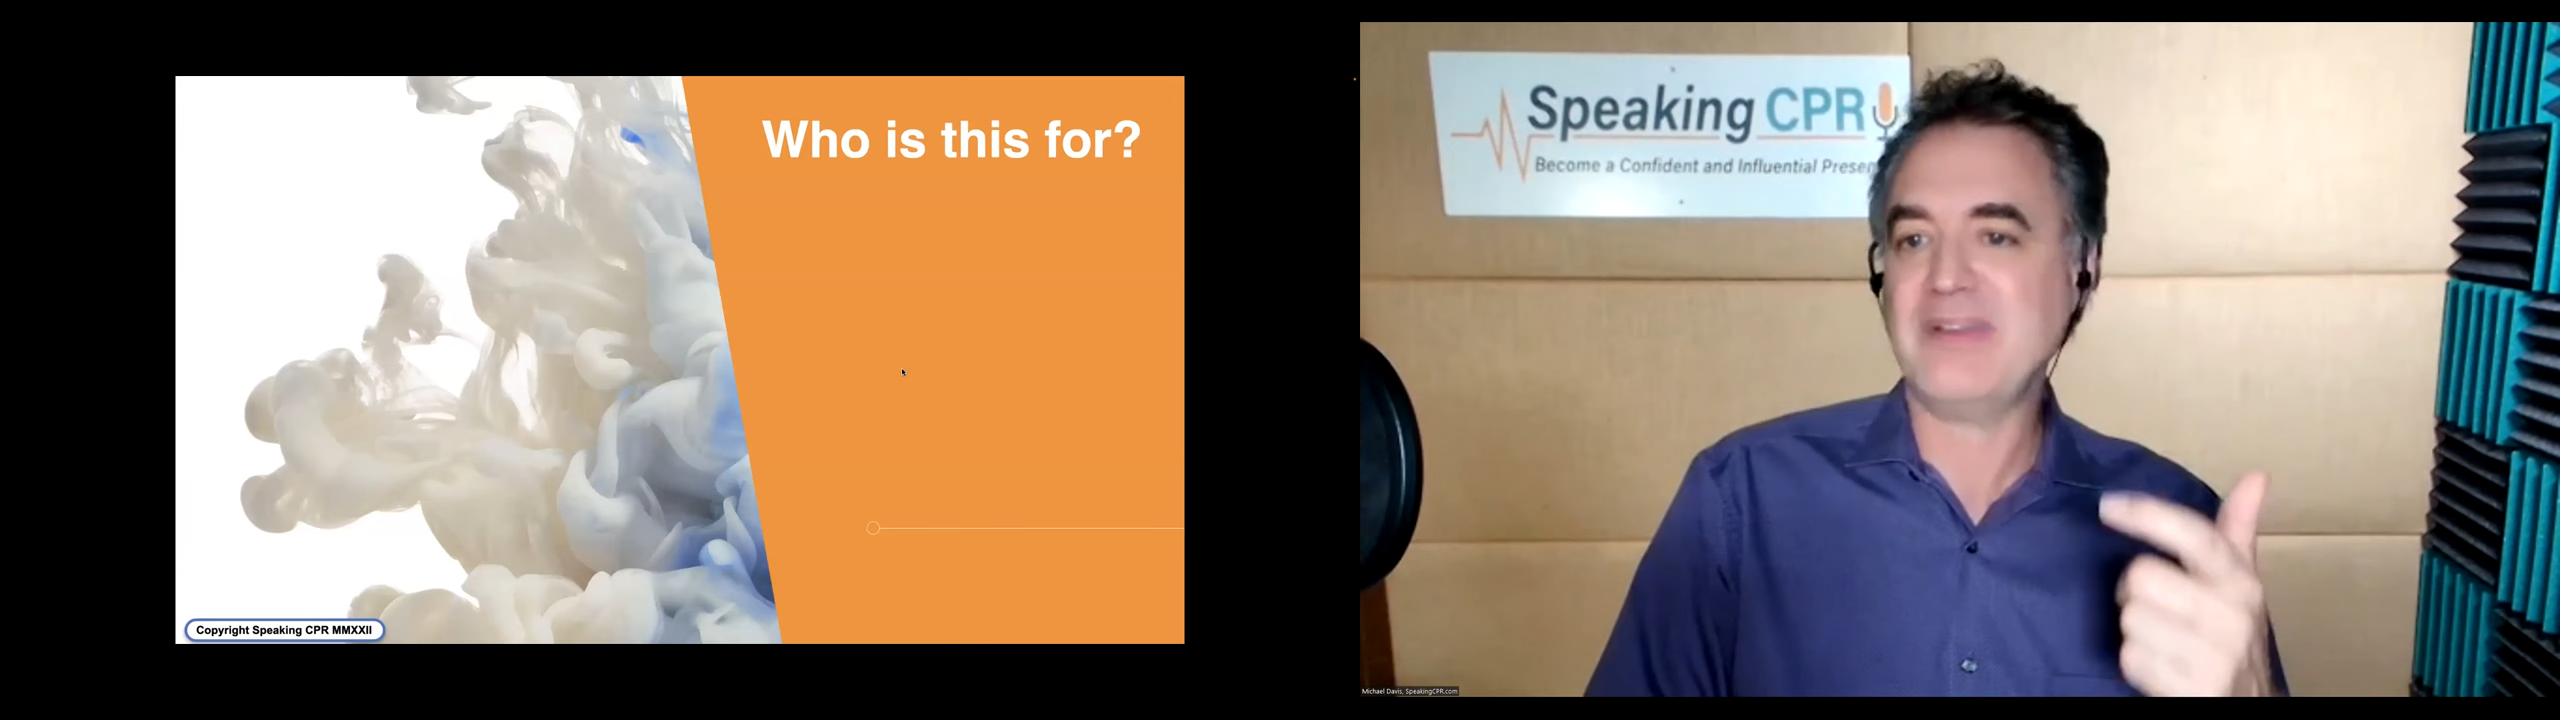 Who is this for?
Copyright Speaking CPR MMXXII
Speaking CPR
Become a Confident and Influential Presen
Michael Davis, SpeakingCPR.com